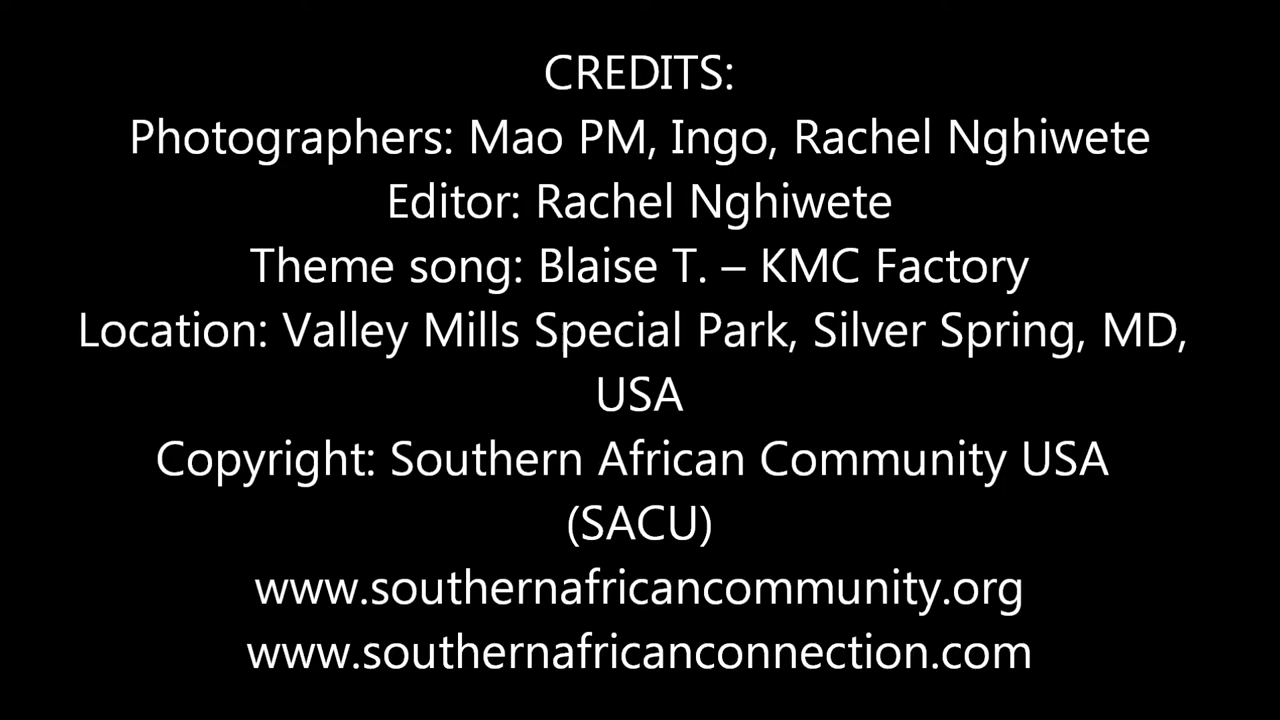 CREDITS:
Photographers: Mao PM, Ingo, Rachel Nghiwete
Editor: Rachel Nghiwete
Theme song: Blaise T. – KMC Factory
Location: Valley Mills Special Park, Silver Spring, MD,
USA
Copyright: Southern African Community USA
(SACU)
www.southernafricancommunity.org
www.southernafricanconnection.com